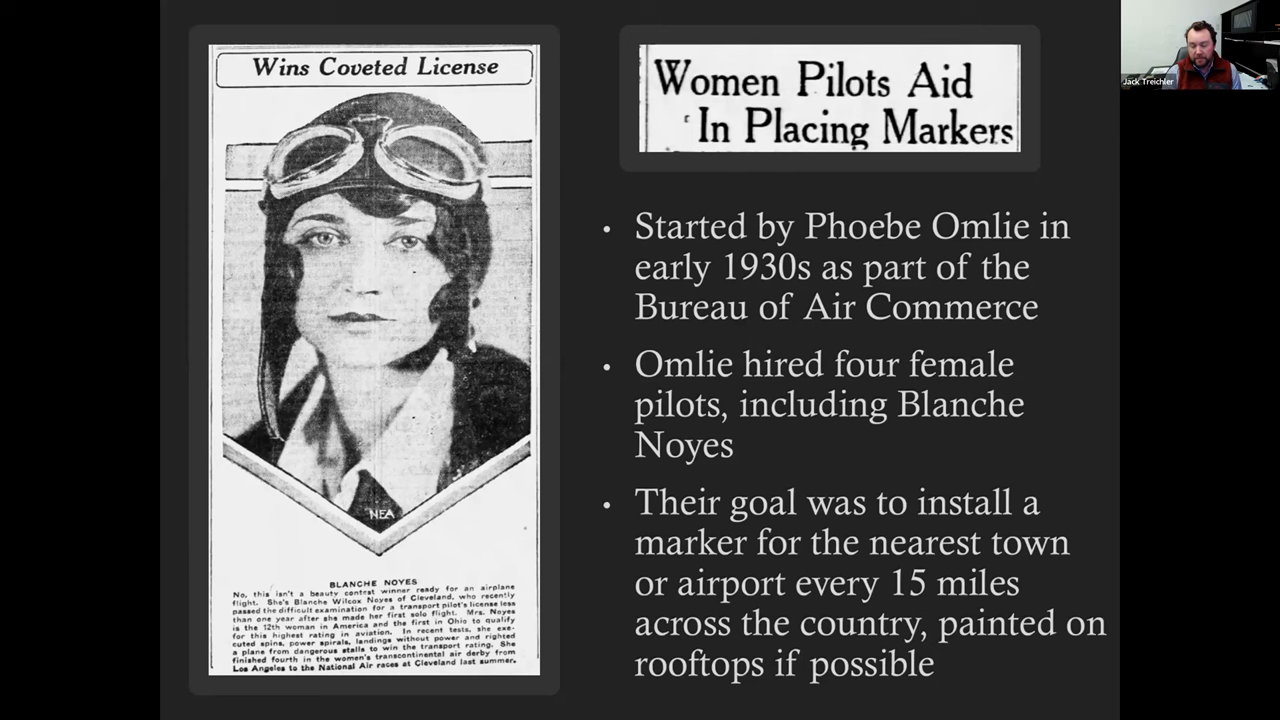 Wins Coveted License
NEA
BLANCHE NOYES
No, this isn't a beauty contest winner ready for an airplane
flight. She's Blanche Wilcox Noyes of Cleveland, who recently
passed the difficult examination for a transport pilot's license less
than one year after she made her first solo flight. Mrs. Noyes
is the 12th woman in America and the first in Ohio to qualify
for this highest rating in aviation. In recent tests, she exe-
cuted spins, power spirals, landings without power and righted
a plane from dangerous stalls to win the transport rating. She
finished fourth in the women's transcontinental air derby from
Los Angeles to the National Air races at Cleveland last summer.
Women Pilots Aid
In Placing Markers
• Started by Phoebe Omlie in
early 1930s as part of the
Bureau of Air Commerce
• Omlie hired four female
pilots, including Blanche
Noyes
• Their goal was to install a
marker for the nearest town
or airport every 15 miles
across the country, painted on
rooftops if possible
Jack Treichler